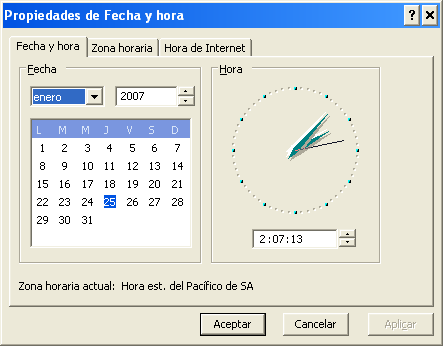 Propiedades de Fecha y hora
Fecha y hora Zona horaria Hora de Internet
Fecha
enero 2007
L M M J V S D
1 2 3 4 5 6 7
8 9 10 11 12 13 14
15 16 17 18 19 20 21
22 23 24 25 26 27 28
29 30 31
Hora
2:07:13
Zona horaria actual: Hora est. del Pacífico de SA
Aceptar Cancelar Aplicar